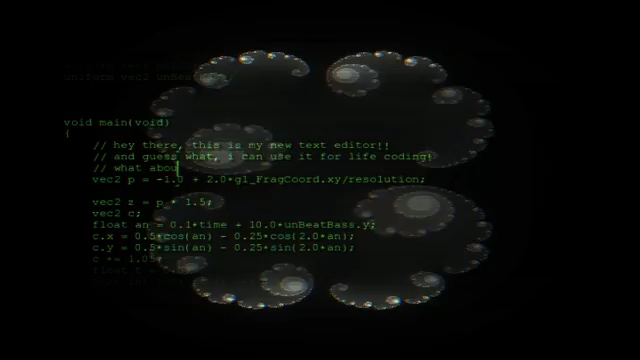 uniform vec2 unBeatBass;
void main(void)
{
// hey there, this is my new text editor!!
// and guess what, i can use it for life coding!
// what abou
vec2 p = -1.0 + 2.0*gl_FragCoord.xy/resolution;
vec2 z = p * 1.5;
vec2 c;
float an = 0.1*time + 10.0*unBeatBass.y;
c.x = 0.5*cos(an) - 0.25*cos(2.0*an);
c.y = 0.5*sin(an) - 0.25*sin(2.0*an);
c *= 1.05;
float